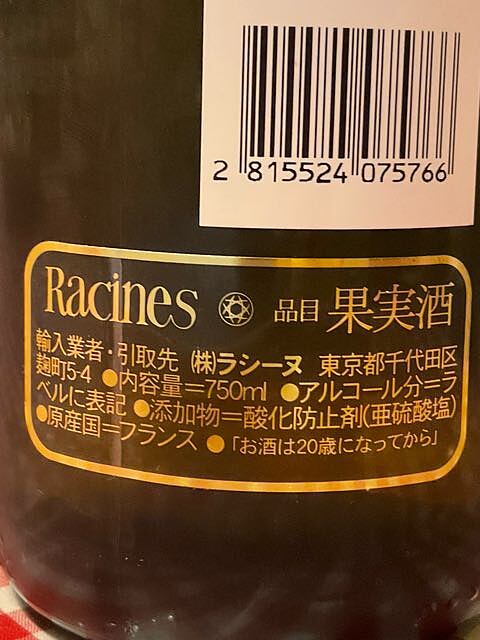 2 815524 075766
Racines 品目 果実酒
輸入業者・引取先 (株)ラシーヌ 東京都千代田区
麹町5-4 ●内容量=750ml ●アルコール分=ラ
ベルに表記 ●添加物=酸化防止剤(亜硫酸塩)
●原産国=フランス ●「お酒は20歳になってから」